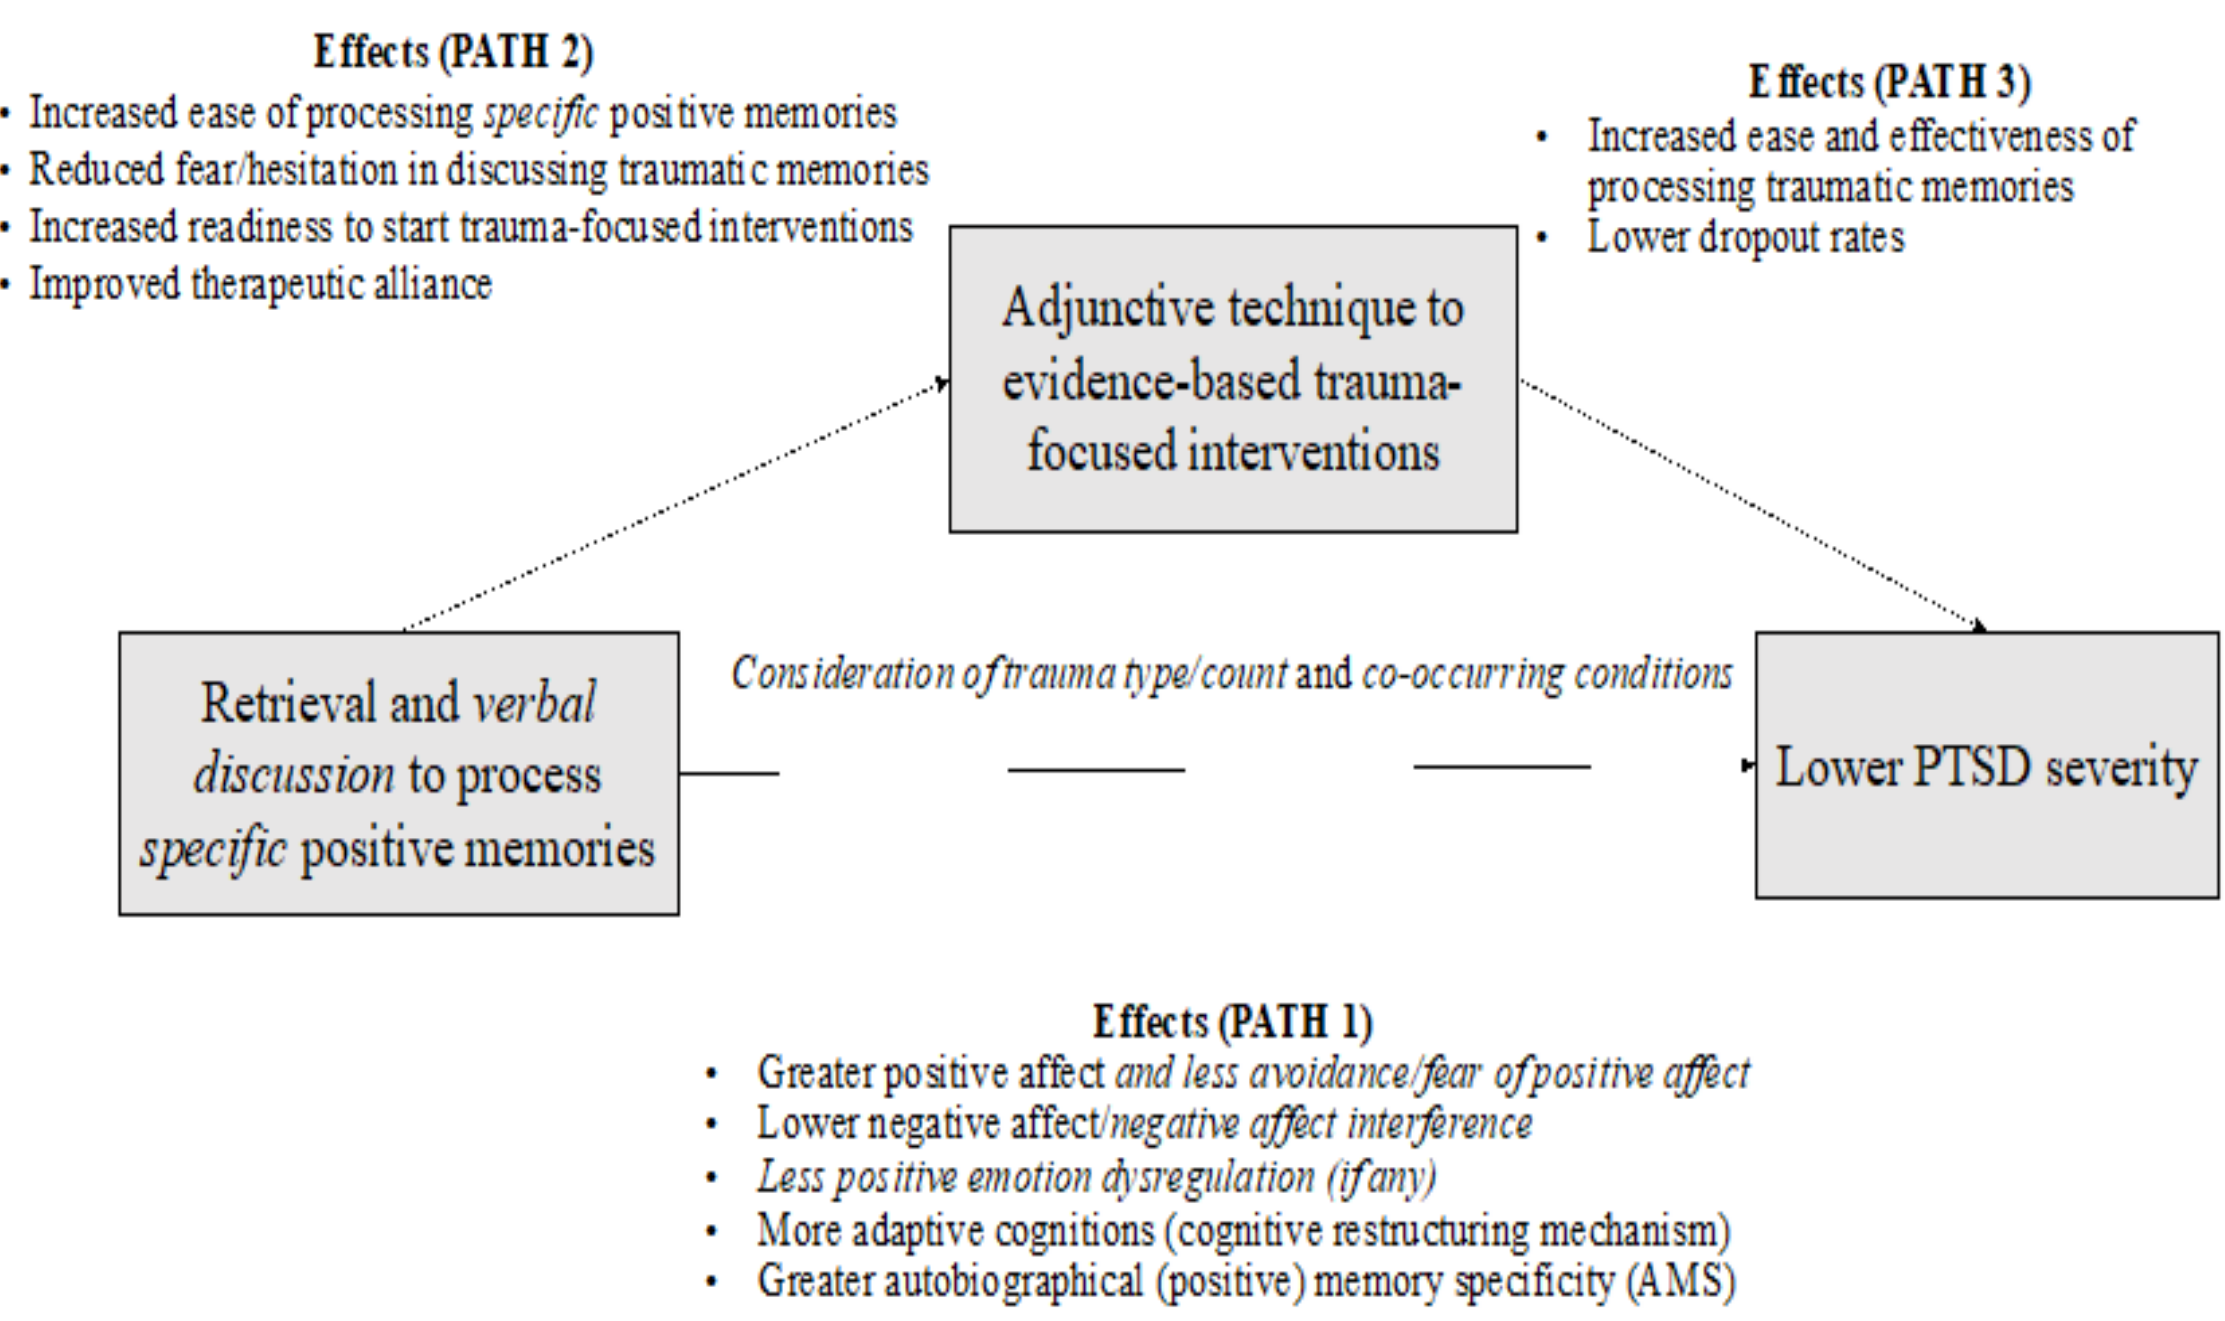 Effects (PATH 2)
• Increased ease of processing specific positive memories
• Reduced fear/hesitation in discussing traumatic memories
• Increased readiness to start trauma-focused interventions
• Improved therapeutic alliance
Effects (PATH 3)
• Increased ease and effectiveness of
processing traumatic memories
• Lower dropout rates
Adjunctive technique to
evidence-based trauma-
focused interventions
Retrieval and verbal
discussion to process
specific positive memories
Consideration of trauma type/count and co-occurring conditions
Lower PTSD severity
Effects (PATH 1)
• Greater positive affect and less avoidance/fear of positive affect
• Lower negative affect/negative affect interference
• Less positive emotion dysregulation (if any)
• More adaptive cognitions (cognitive restructuring mechanism)
• Greater autobiographical (positive) memory specificity (AMS)